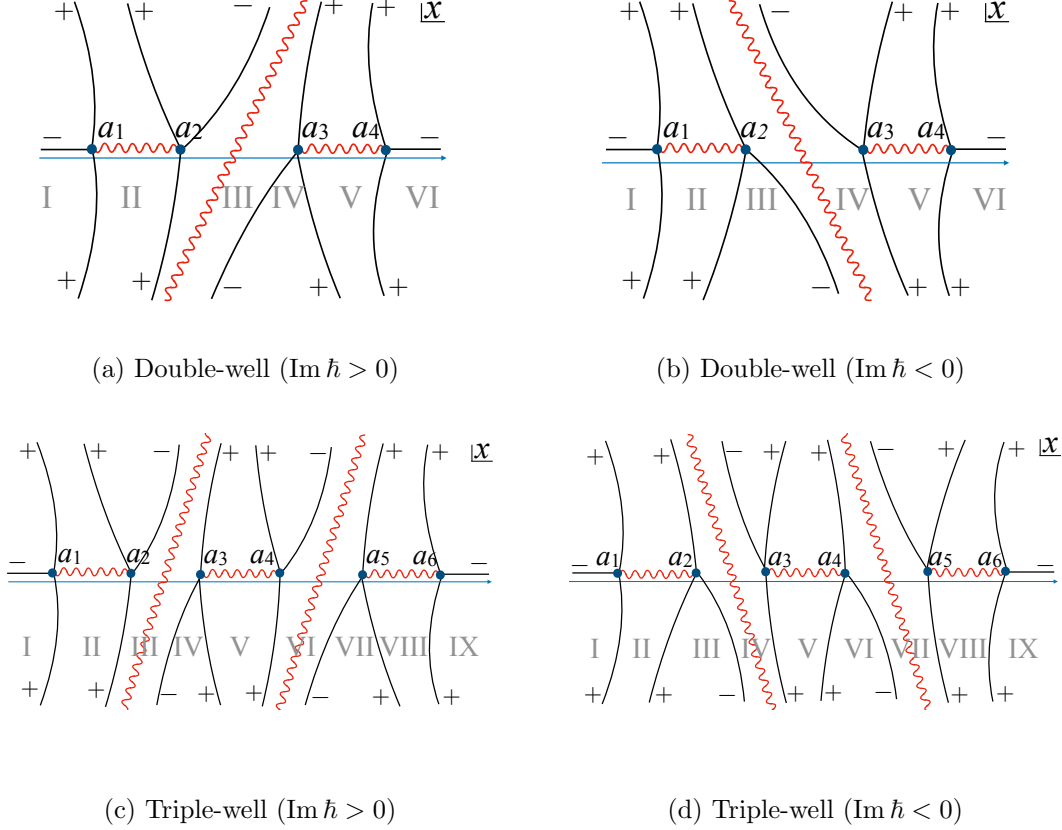 + + − + + x
− a1 a2 a3 a4 −
I II III IV V VI
+ + − + +
(a) Double-well (Im ℏ > 0)
+ + − + + x
− a1 a2 a3 a4 −
I II III IV V VI
+ + − + +
(b) Double-well (Im ℏ < 0)
+ + − + + − + + x
− a1 a2 a3 a4 a5 a6 −
I II III IV V VI VII VIII IX
+ + − + + − + +
(c) Triple-well (Im ℏ > 0)
+ + − + + − + + x
− a1 a2 a3 a4 a5 a6 −
I II III IV V VI VII VIII IX
+ + − + + − + +
(d) Triple-well (Im ℏ < 0)